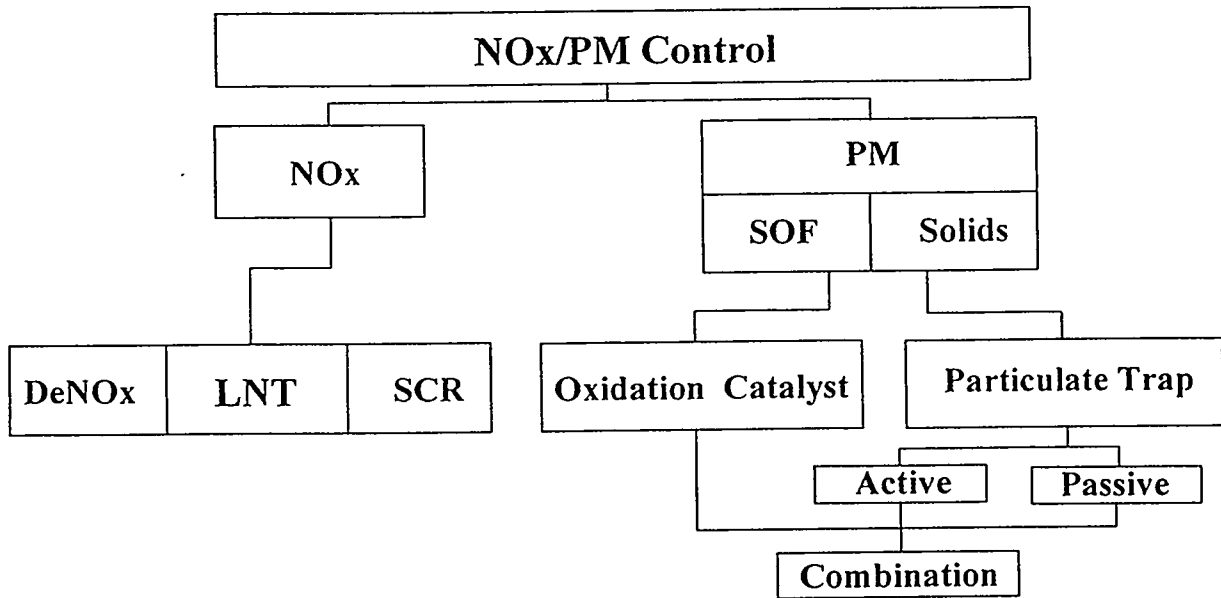 NOx/PM Control
NOx
PM
SOF
Solids
DeNOx
LNT
SCR
Oxidation Catalyst
Particulate Trap
Active
Passive
Combination